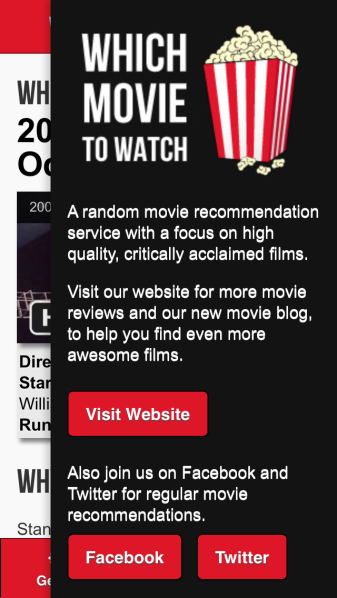 WHICH
MOVIE
TO WATCH
A random movie recommendation
service with a focus on high
quality, critically acclaimed films.
Visit our website for more movie
reviews and our new movie blog,
to help you find even more
awesome films.
Visit Website
Also join us on Facebook and
Twitter for regular movie
recommendations.
Facebook
Twitter
WH
20
Oc
200
H
Dire
Star
Willi
Run
WH
Stan
Ge